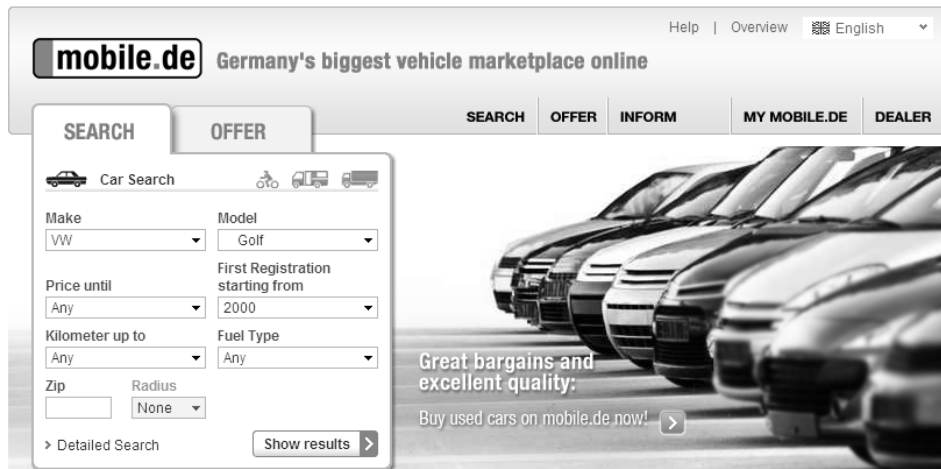 Help | Overview English
mobile.de Germany's biggest vehicle marketplace online
SEARCH OFFER INFORM MY MOBILE.DE DEALER
SEARCH OFFER
Car Search
Make Model
VW Golf
First Registration
Price until starting from
Any 2000
Kilometer up to Fuel Type
Any Any
Zip Radius
None
> Detailed Search Show results >
Great bargains and
excellent quality:
Buy used cars on mobile.de now! >